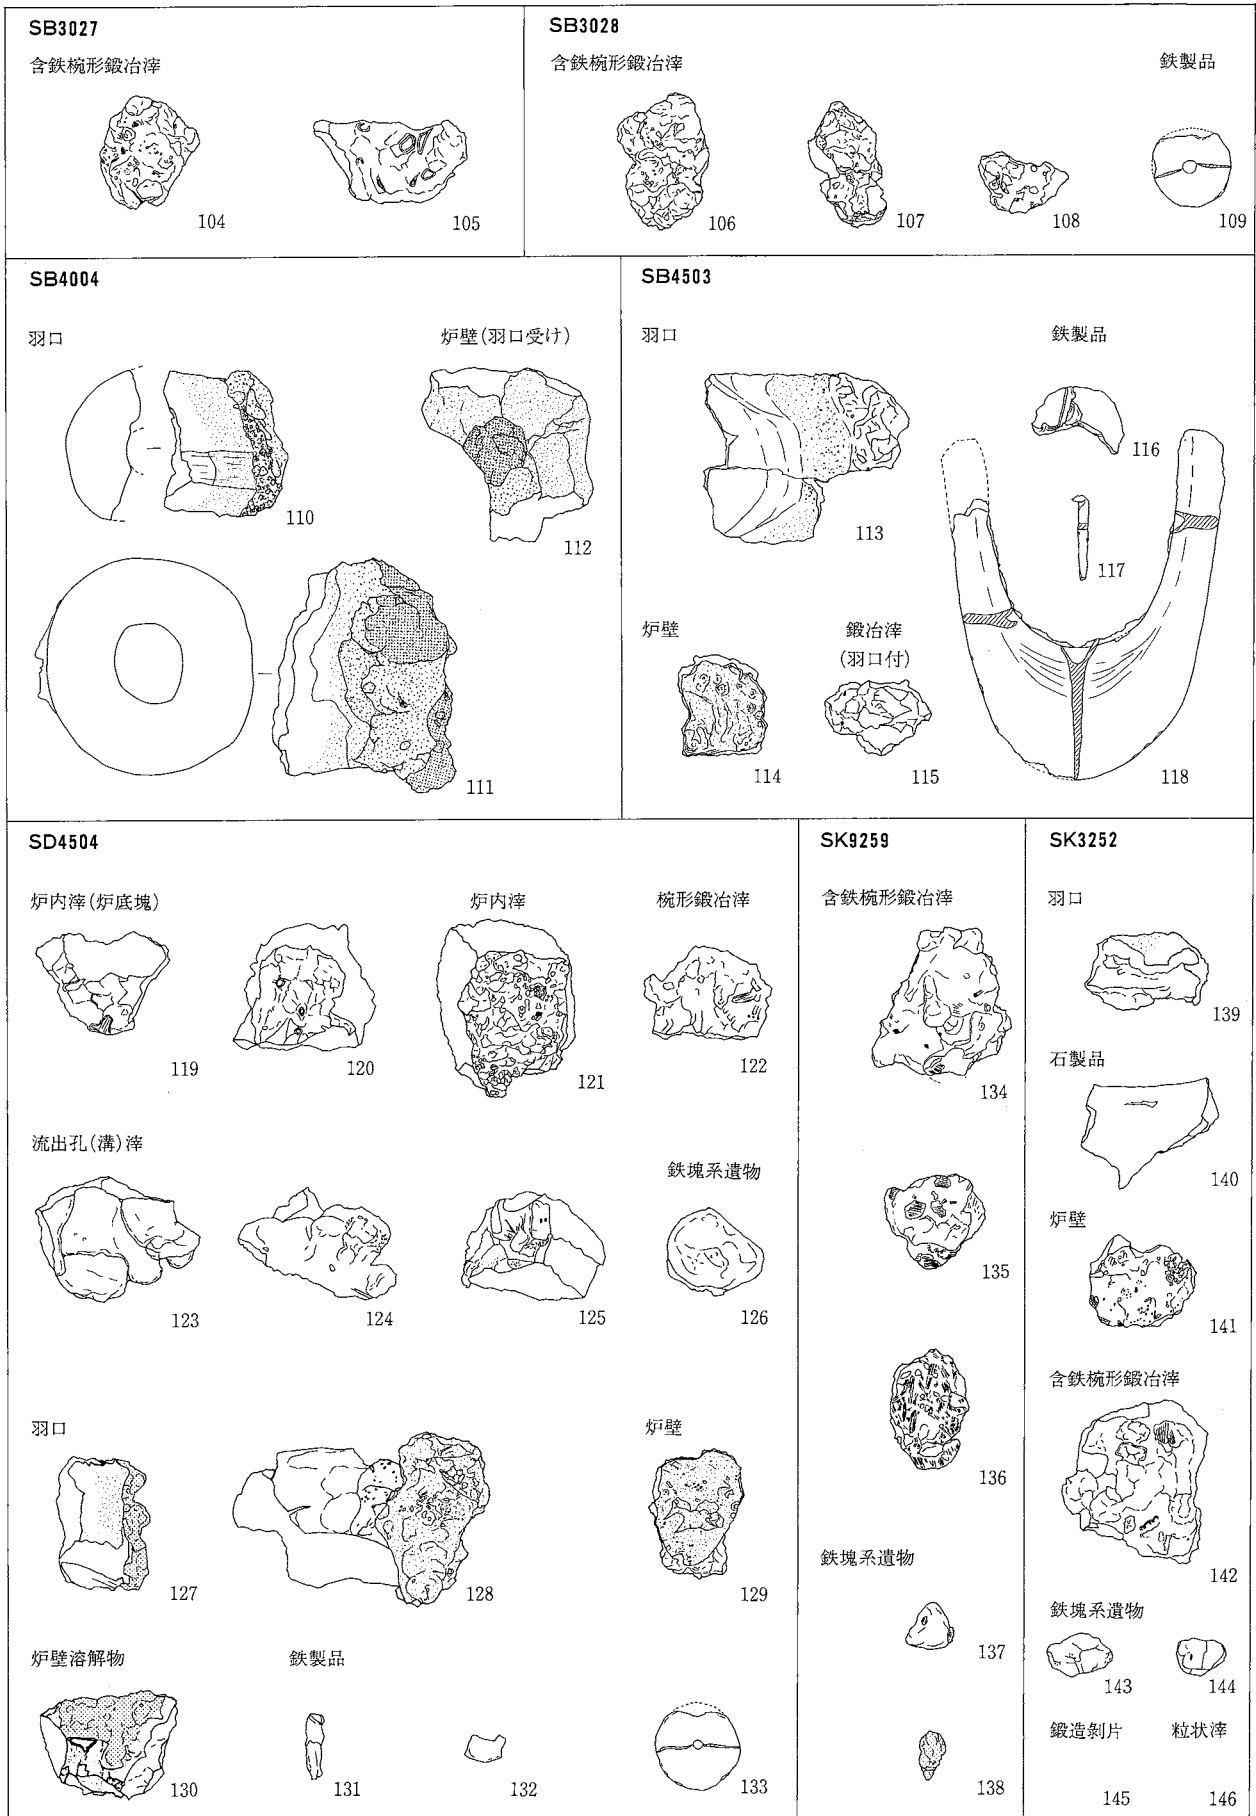 SB3027
含鉄椀形鍛冶滓
104
105
SB3028
含鉄椀形鍛冶滓
鉄製品
106
107
108
109
SB4004
羽口
炉壁(羽口受け)
110
112
111
SB4503
羽口
鉄製品
116
113
117
炉壁
鍛冶滓
(羽口付)
114
115
118
SD4504
炉内滓(炉底塊)
炉内滓
椀形鍛冶滓
119
120
121
122
流出孔(溝)滓
鉄塊系遺物
123
124
125
126
羽口
炉壁
127
128
129
炉壁溶解物
鉄製品
130
131
132
133
SK9259
含鉄椀形鍛冶滓
134
135
136
鉄塊系遺物
137
138
SK3252
羽口
139
石製品
140
炉壁
141
含鉄椀形鍛冶滓
142
鉄塊系遺物
143
144
鍛造剝片
粒状滓
145
146